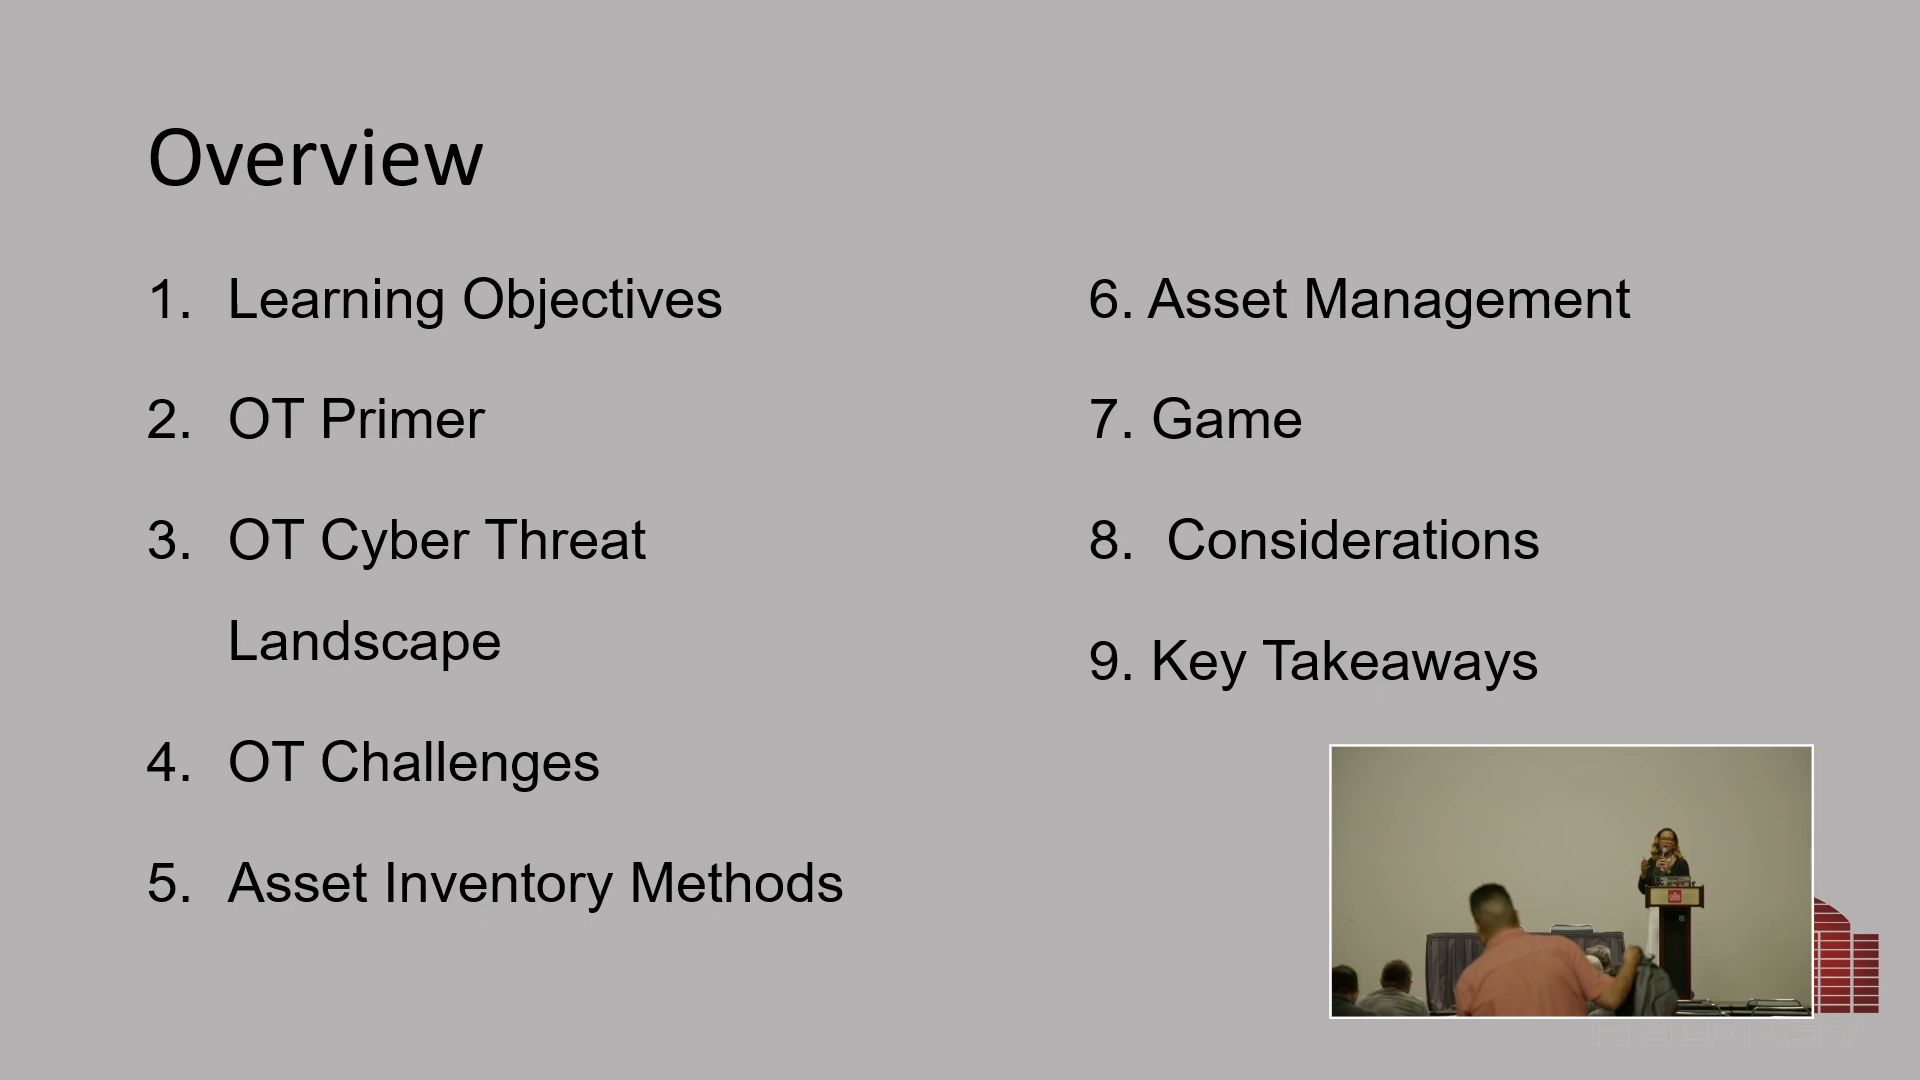 Overview
1. Learning Objectives
2. OT Primer
3. OT Cyber Threat
Landscape
4. OT Challenges
5. Asset Inventory Methods
6. Asset Management
7. Game
8. Considerations
9. Key Takeaways